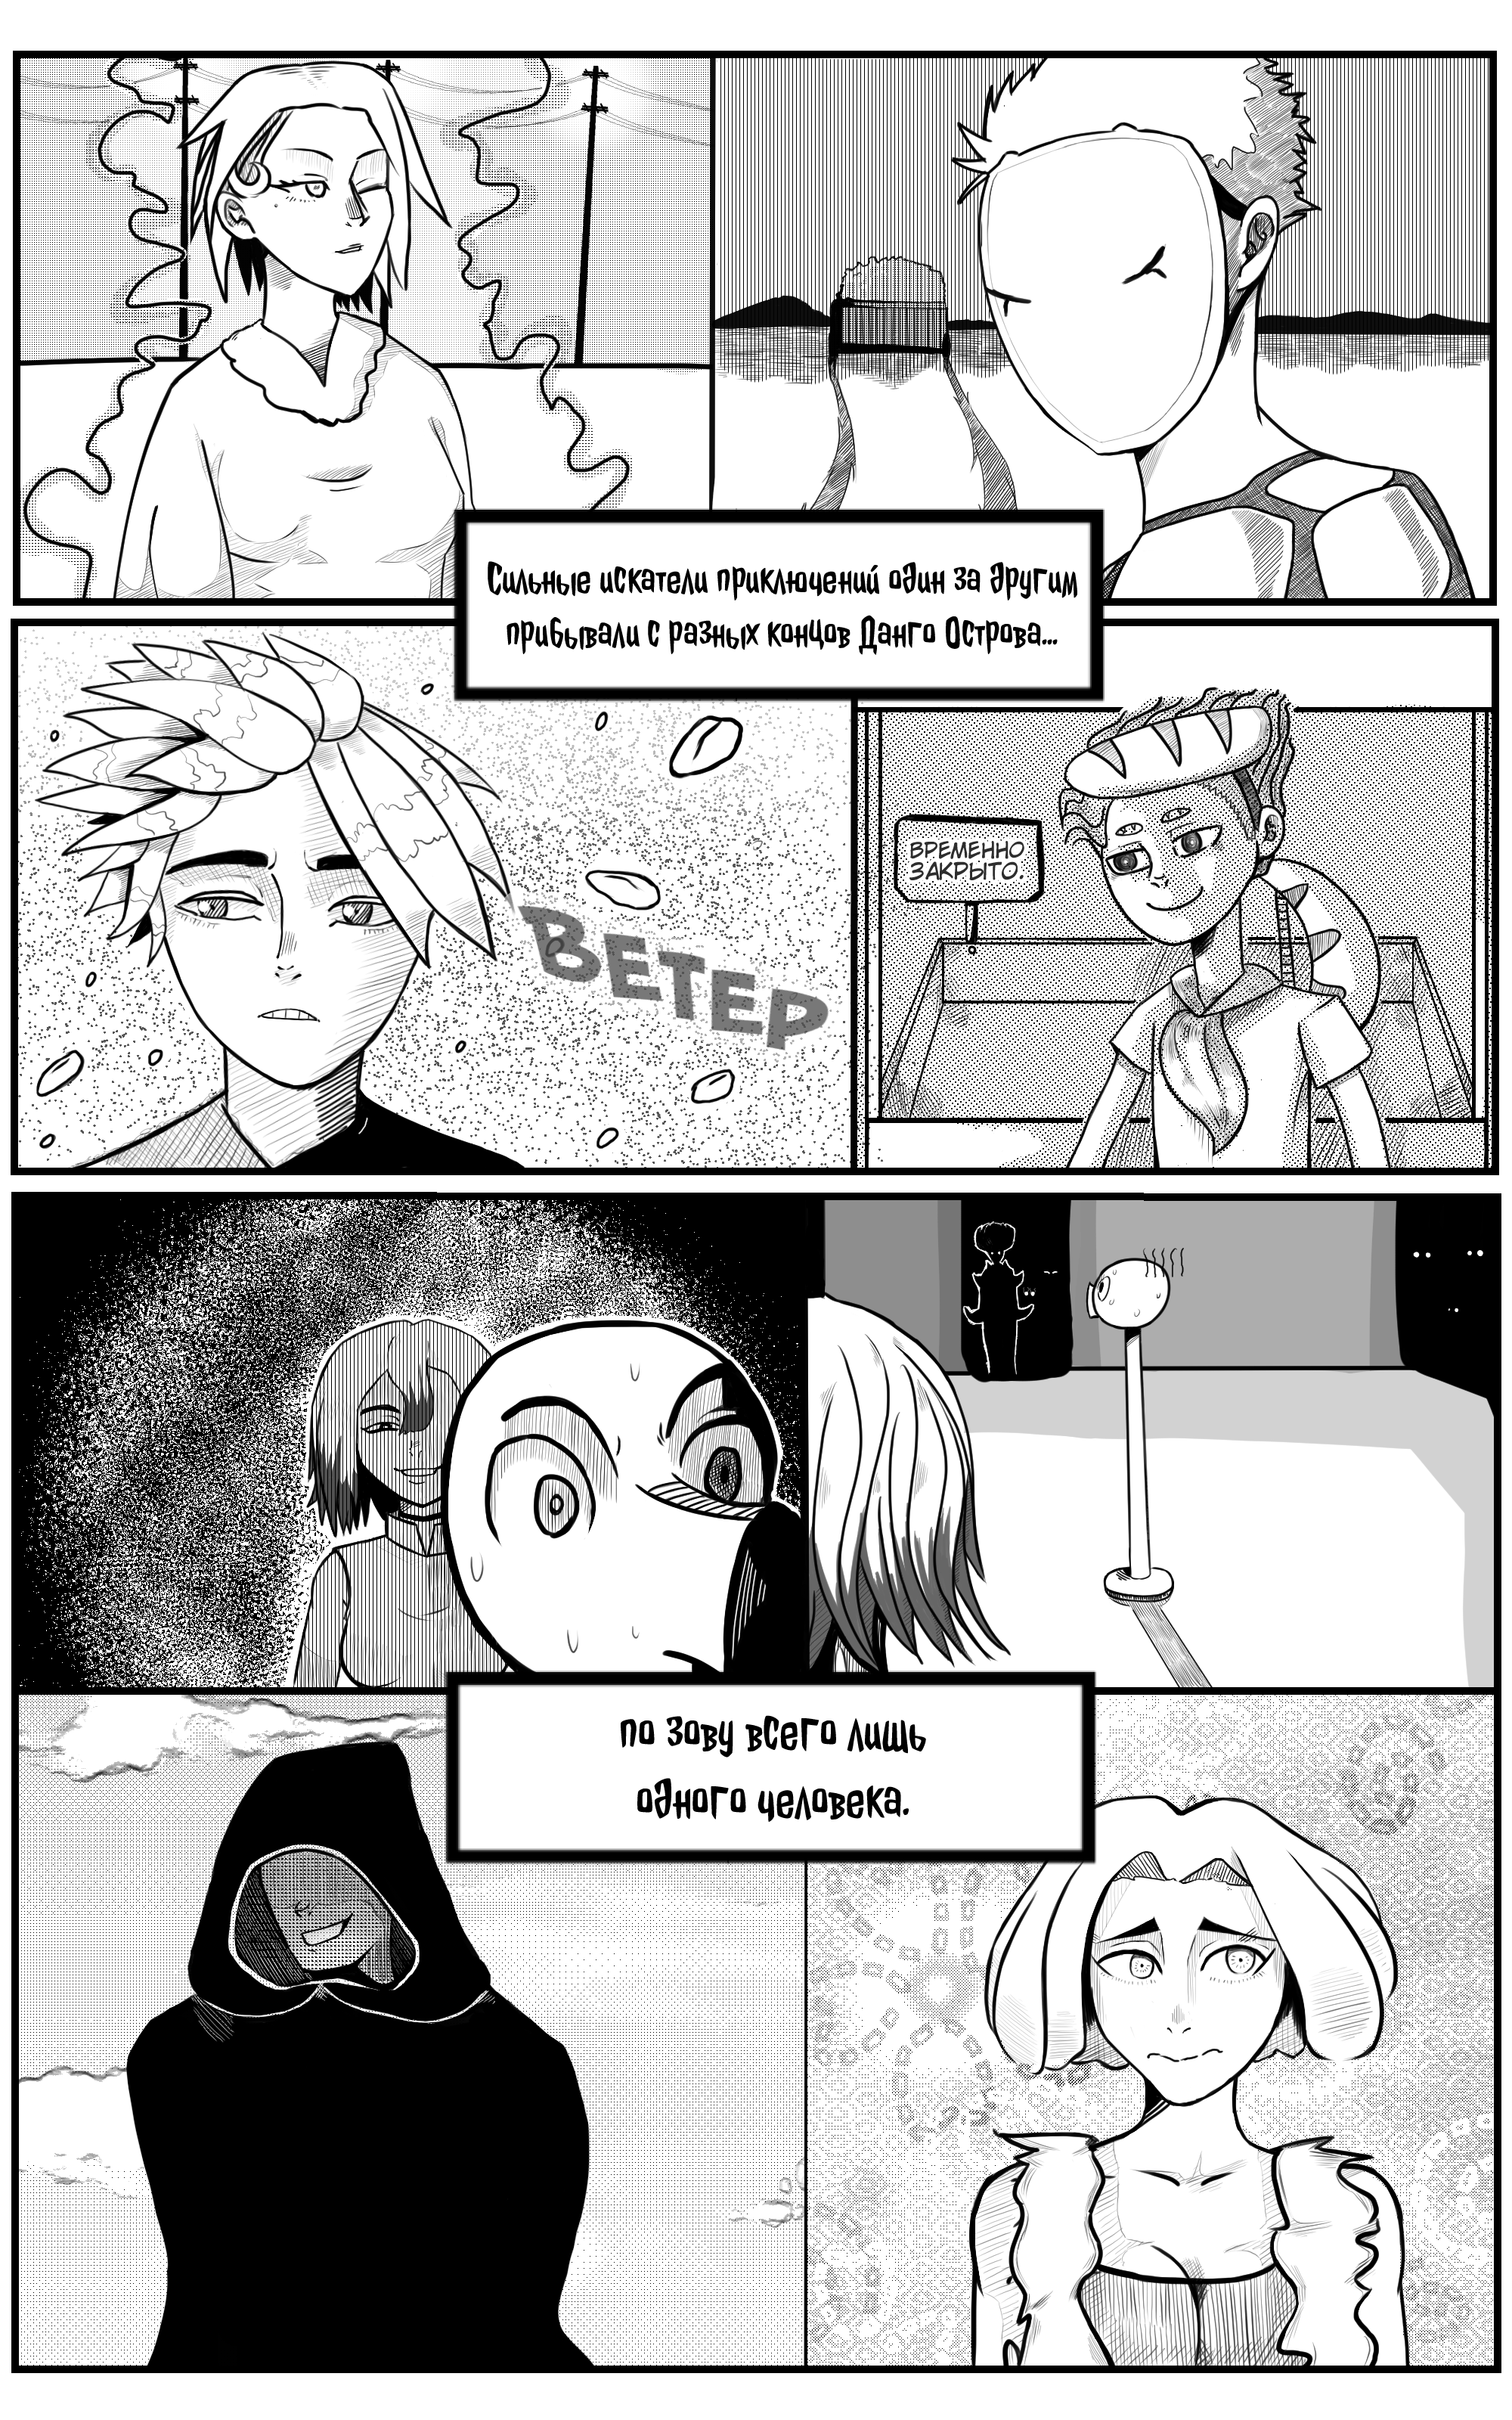 Сильные искатели приключений один за другим
прибывали с разных концов Данго Острова...
ВЕТЕР
ВРЕМЕННО
ЗАКРЫТО.
по зову всего лишь
одного человека.